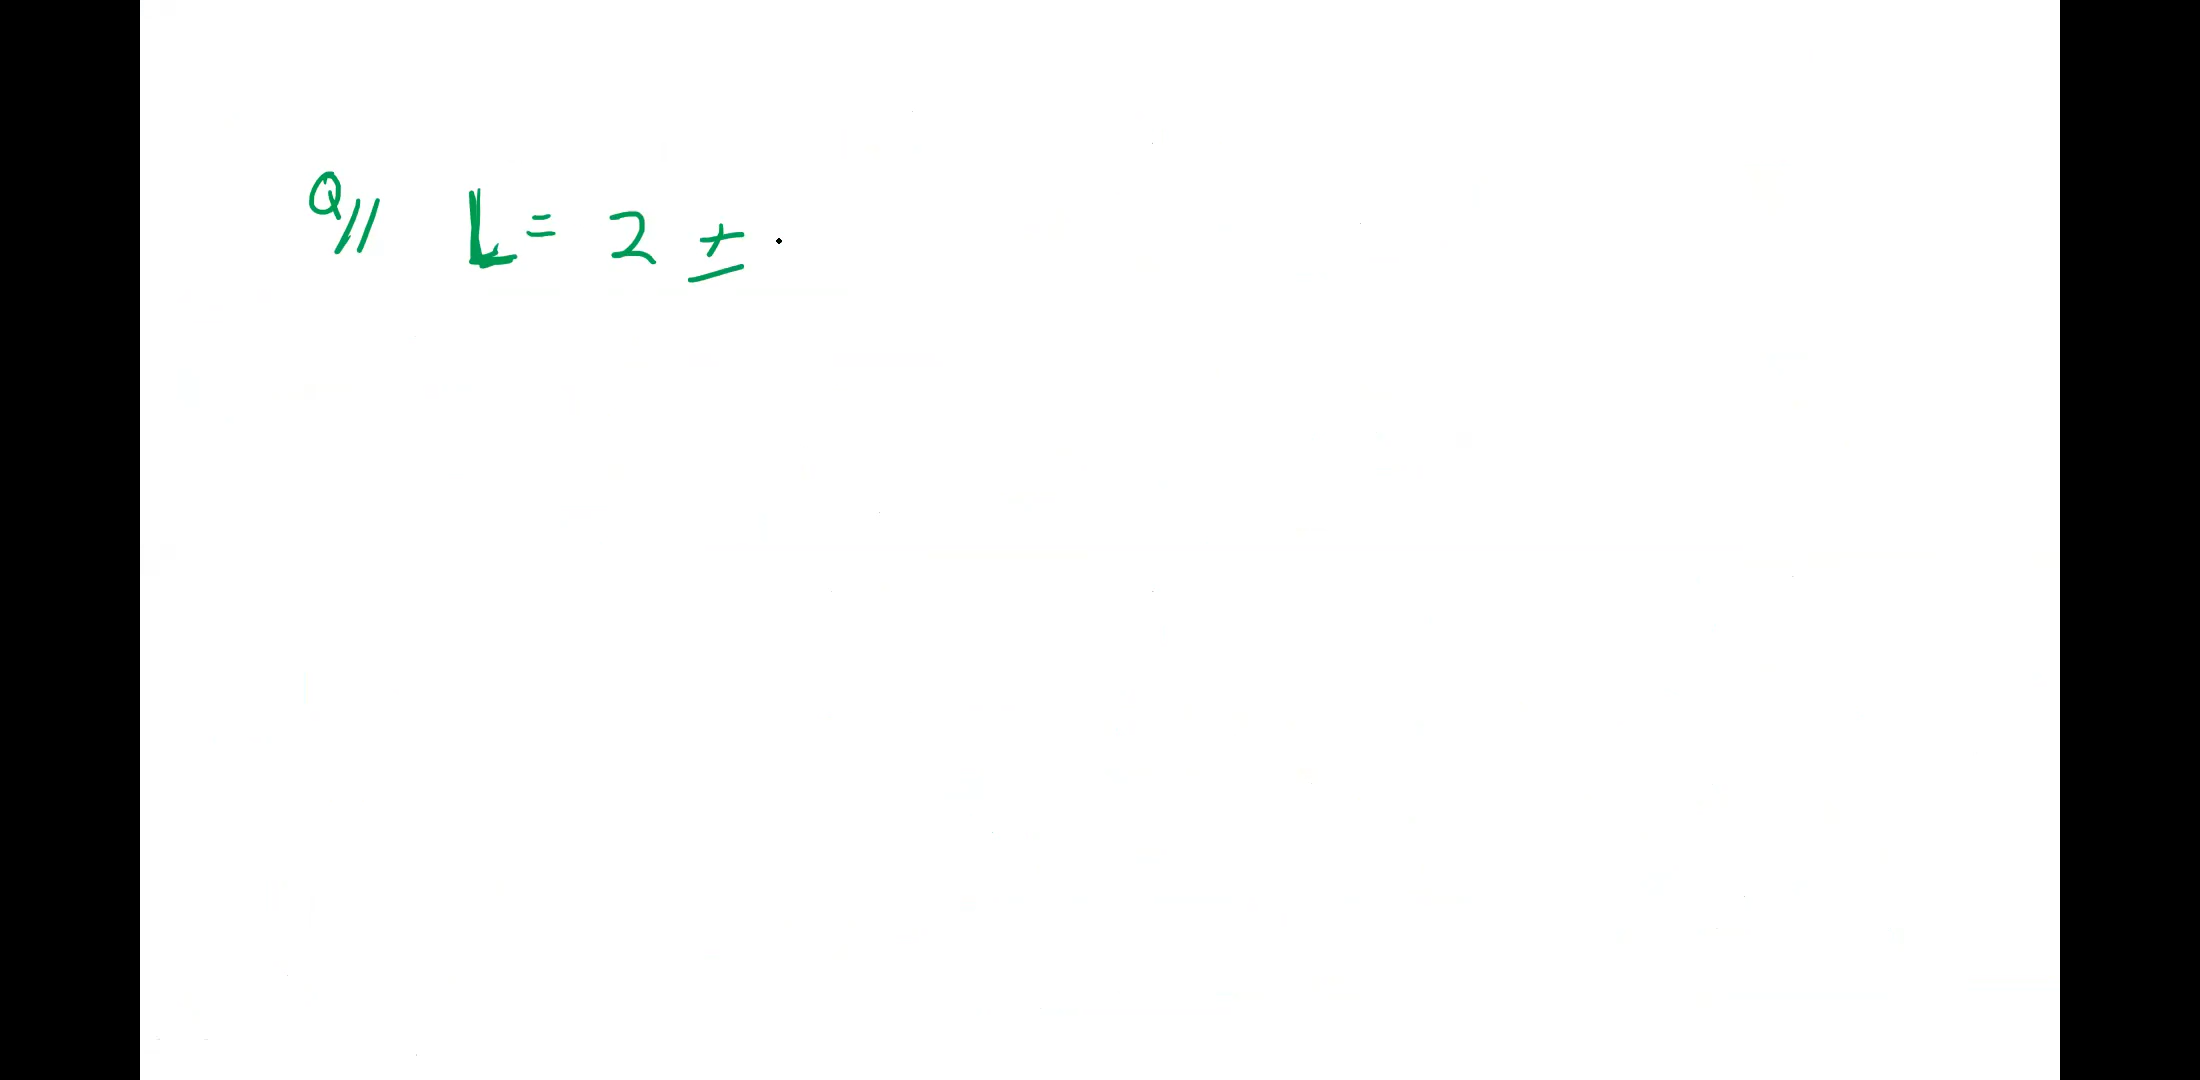 Q// L = 2 ±